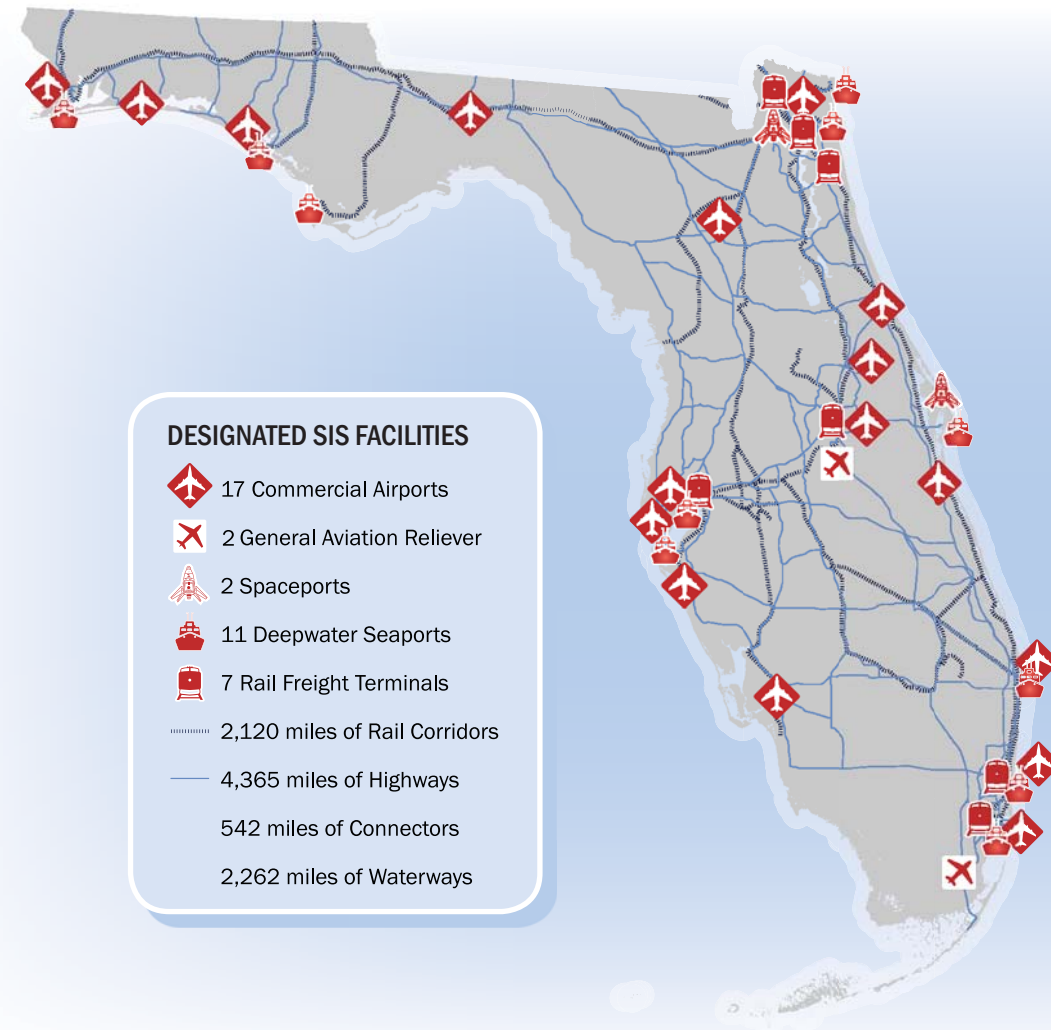 DESIGNATED SIS FACILITIES
17 Commercial Airports
2 General Aviation Reliever
2 Spaceports
11 Deepwater Seaports
7 Rail Freight Terminals
2,120 miles of Rail Corridors
4,365 miles of Highways
542 miles of Connectors
2,262 miles of Waterways